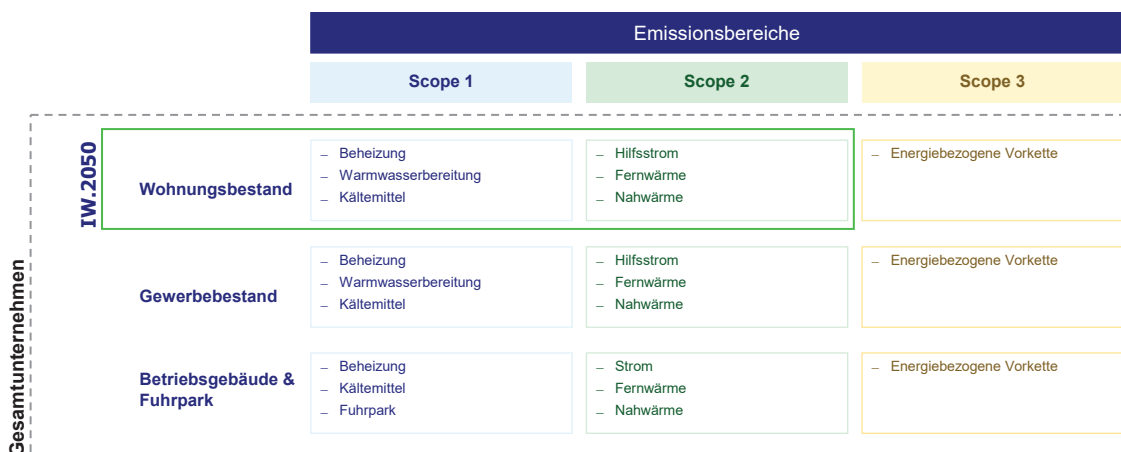 Emissionsbereiche
Scope 1
Scope 2
Scope 3
Gesamtunternehmen
IW.2050
Wohnungsbestand
– Beheizung
– Warmwasserbereitung
– Kältemittel
– Hilfsstrom
– Fernwärme
– Nahwärme
– Energiebezogene Vorkette
Gewerbebestand
– Beheizung
– Warmwasserbereitung
– Kältemittel
– Hilfsstrom
– Fernwärme
– Nahwärme
– Energiebezogene Vorkette
Betriebsgebäude &
Fuhrpark
– Beheizung
– Kältemittel
– Fuhrpark
– Strom
– Fernwärme
– Nahwärme
– Energiebezogene Vorkette